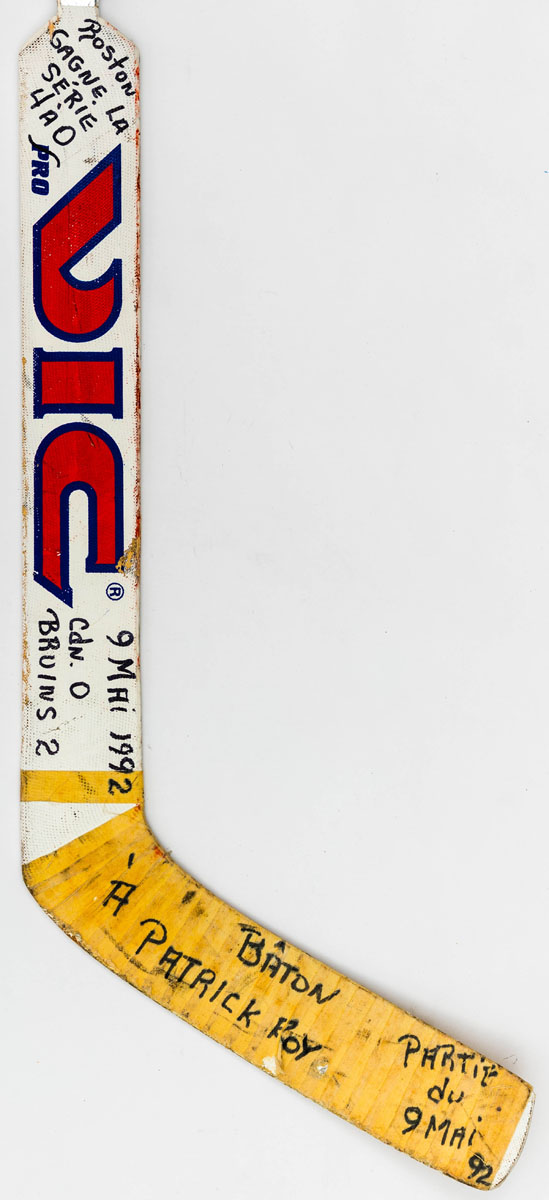 Boston
GAGNE. LA
SÉRIE
4 À 0
PRO
VIC®
9 MAi 1992
Cdn. 0
BRUINS 2
BÂTON
À PATRICK ROY
PARTIE
du
9 MAi
92